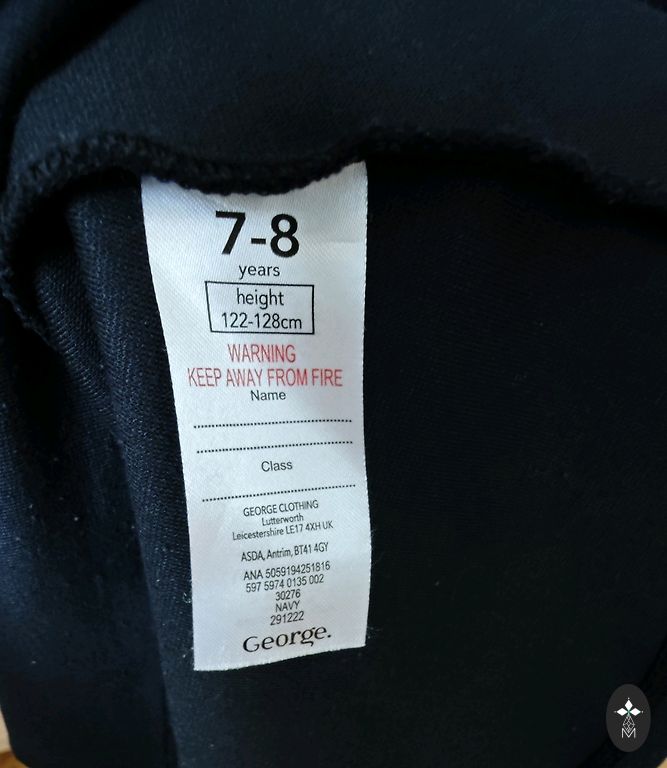 7-8
years
height
122-128cm
WARNING
KEEP AWAY FROM FIRE
Name
Class
GEORGE CLOTHING
Lutterworth
Leicestershire LE17 4XH UK
ASDA, Antrim, BT41 4GY
ANA 5059194251816
597 5974 0135 002
30276
NAVY
291222
George.
M